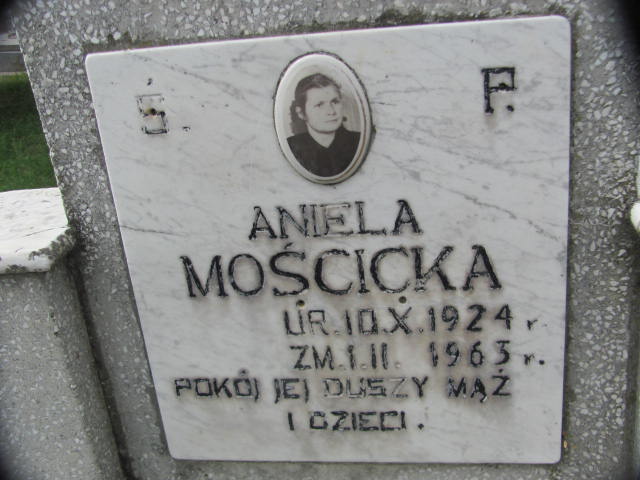 Ś. P.
ANIELA
MOŚCICKA
UR.10.X.1924 r.
ZM.1.II. 1963 r.
POKÓJ JEJ DUSZY MĄŻ
I DZIECI.